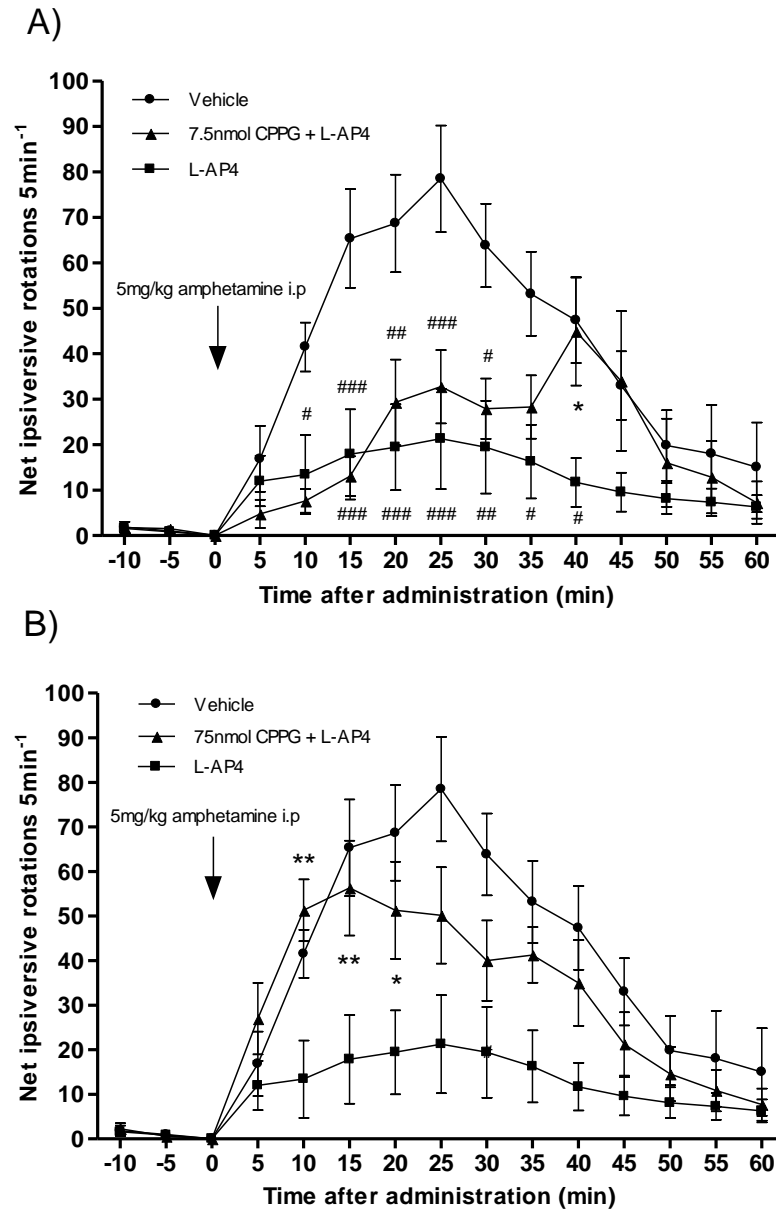 A)
100
90
80
70
60
50
40
30
20
10
0
Net ipsiversive rotations 5min⁻¹
Vehicle
7.5nmol CPPG + L-AP4
L-AP4
5mg/kg amphetamine i.p
## ### #
###
#
*
### ### ### ## # #
-10 -5 0 5 10 15 20 25 30 35 40 45 50 55 60
Time after administration (min)
B)
100
90
80
70
60
50
40
30
20
10
0
Net ipsiversive rotations 5min⁻¹
Vehicle
75nmol CPPG + L-AP4
L-AP4
5mg/kg amphetamine i.p
**
** *
-10 -5 0 5 10 15 20 25 30 35 40 45 50 55 60
Time after administration (min)